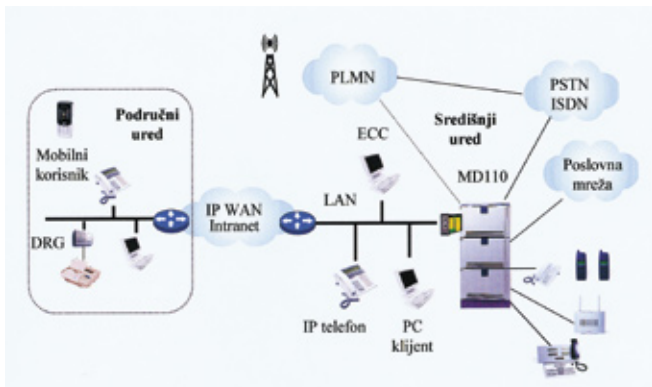 Područni
ured
Mobilni
korisnik
DRG
IP WAN
Intranet
PLMN
PSTN
ISDN
Središnji
ured
ECC
MD110
LAN
Poslovna
mreža
IP telefon
PC
klijent